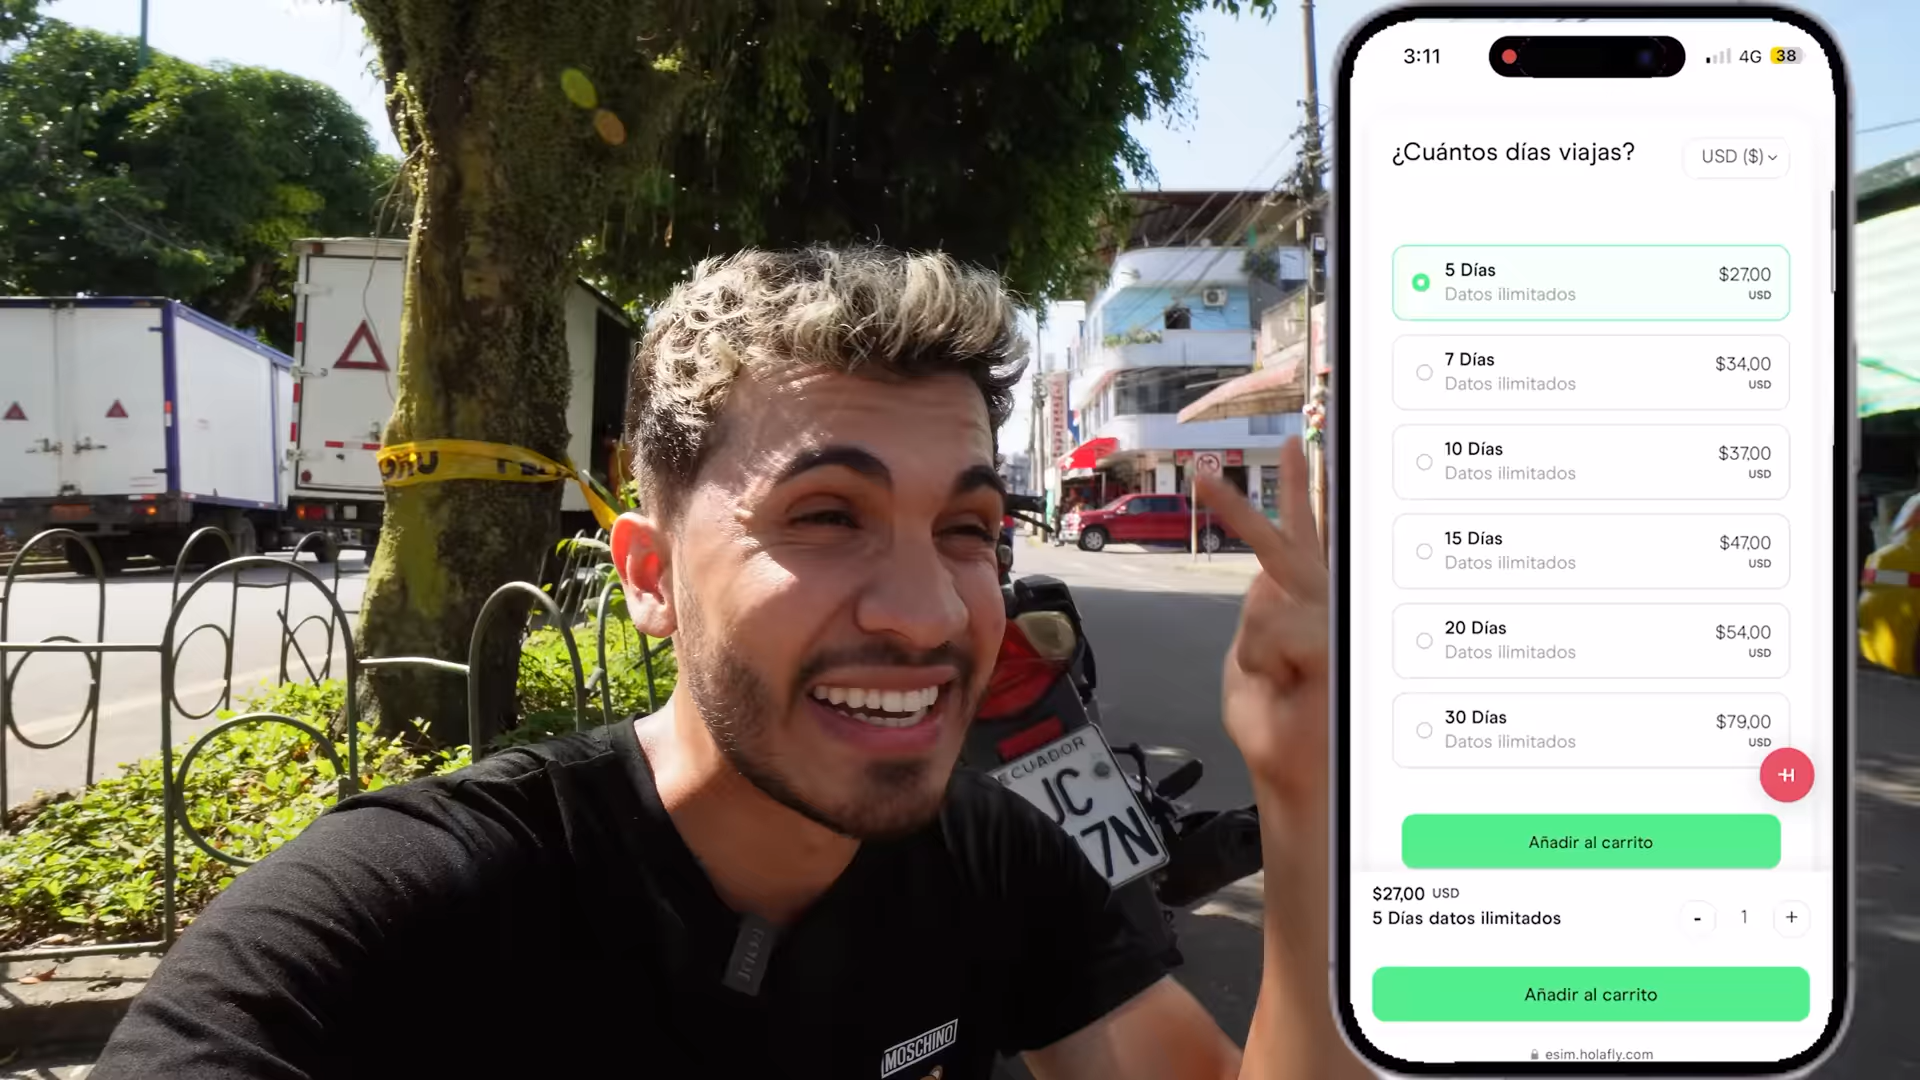 3:11
4G 38
¿Cuántos días viajas?
USD ($)
5 Días
$27,00
Datos ilimitados
USD
7 Días
$34,00
Datos ilimitados
USD
10 Días
$37,00
Datos ilimitados
USD
15 Días
$47,00
Datos ilimitados
USD
20 Días
$54,00
Datos ilimitados
USD
30 Días
$79,00
Datos ilimitados
USD
Añadir al carrito
$27,00 USD
5 Días datos ilimitados
- 1 +
Añadir al carrito
esim.holafly.com
ECUADOR
JC
7N
MOSCHINO